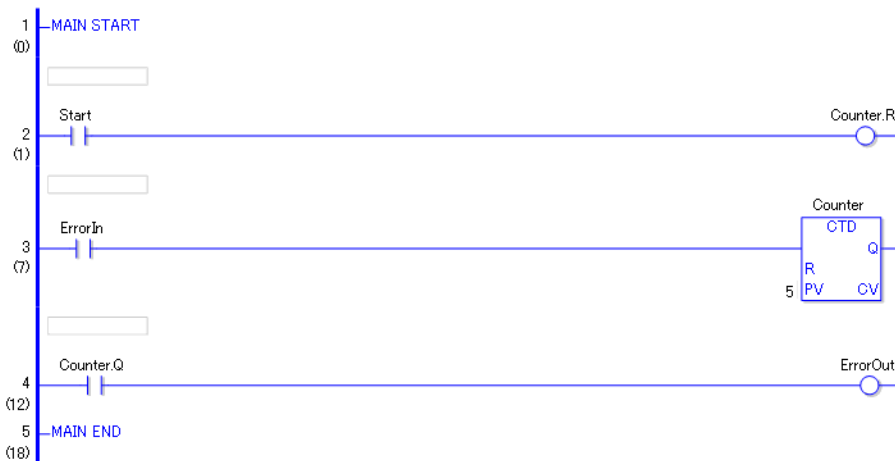 1 MAIN START
(0)
Start Counter.R
2
(1)
Counter
ErrorIn CTD
3 Q
(7) R
5 PV CV
Counter.Q ErrorOut
4
(12)
5 MAIN END
(18)